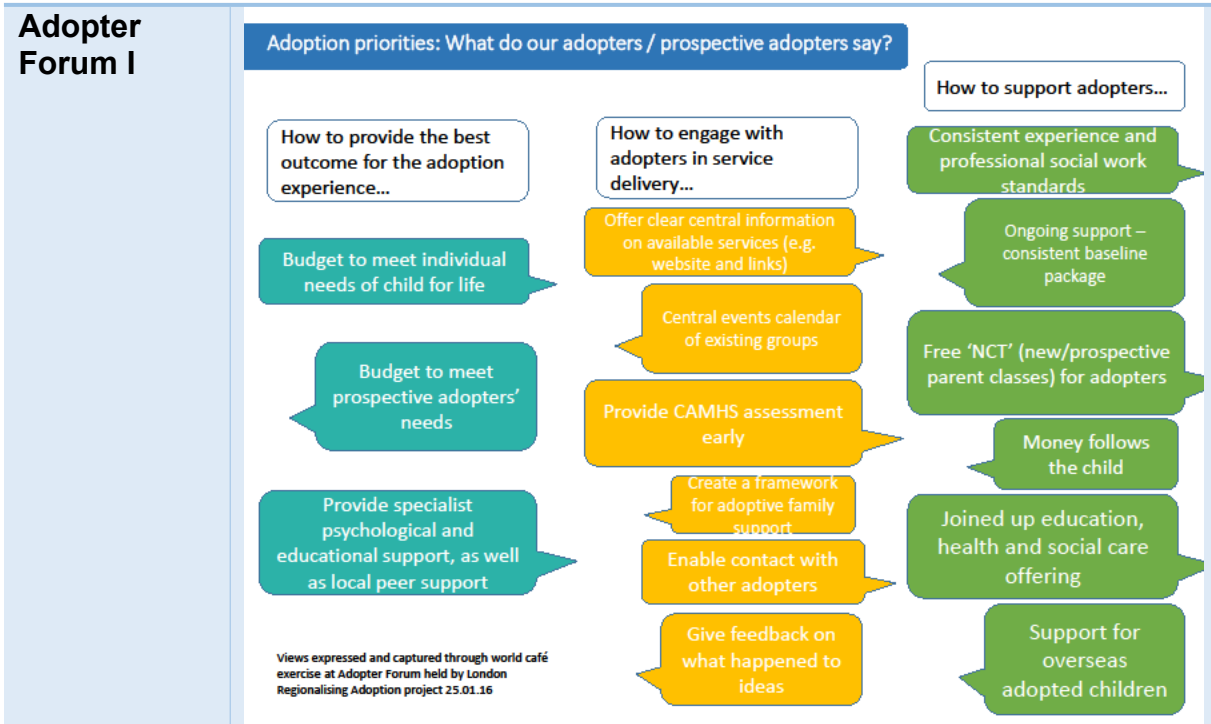 Adopter
Forum I
Adoption priorities: What do our adopters / prospective adopters say?
How to provide the best
outcome for the adoption
experience...
Budget to meet individual
needs of child for life
Budget to meet
prospective adopters'
needs
Provide specialist
psychological and
educational support, as well
as local peer support
Views expressed and captured through world café
exercise at Adopter Forum held by London
Regionalising Adoption project 25.01.16
How to engage with
adopters in service
delivery...
Offer clear central information
on available services (e.g.
website and links)
Central events calendar
of existing groups
Provide CAMHS assessment
early
Create a framework
for adoptive family
support
Enable contact with
other adopters
Give feedback on
what happened to
ideas
How to support adopters...
Consistent experience and
professional social work
standards
Ongoing support –
consistent baseline
package
Free 'NCT' (new/prospective
parent classes) for adopters
Money follows
the child
Joined up education,
health and social care
offering
Support for
overseas
adopted children